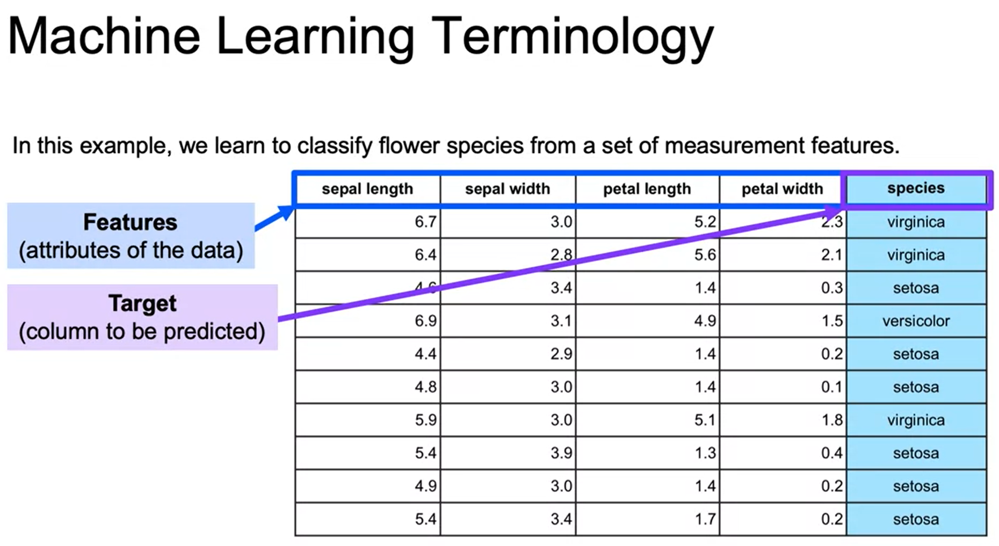 Machine Learning Terminology
In this example, we learn to classify flower species from a set of measurement features.
Features
(attributes of the data)
Target
(column to be predicted)
sepal length sepal width petal length petal width species
6.7 3.0 5.2 2.3 virginica
6.4 2.8 5.6 2.1 virginica
4.6 3.4 1.4 0.3 setosa
6.9 3.1 4.9 1.5 versicolor
4.4 2.9 1.4 0.2 setosa
4.8 3.0 1.4 0.1 setosa
5.9 3.0 5.1 1.8 virginica
5.4 3.9 1.3 0.4 setosa
4.9 3.0 1.4 0.2 setosa
5.4 3.4 1.7 0.2 setosa